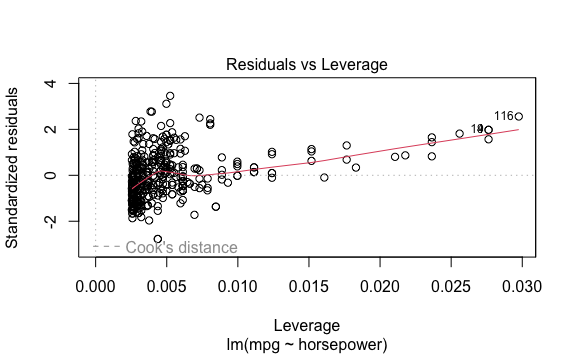 Residuals vs Leverage
Standardized residuals
4
2
0
-2
116
14
Cook's distance
0.000 0.005 0.010 0.015 0.020 0.025 0.030
Leverage
lm(mpg ~ horsepower)